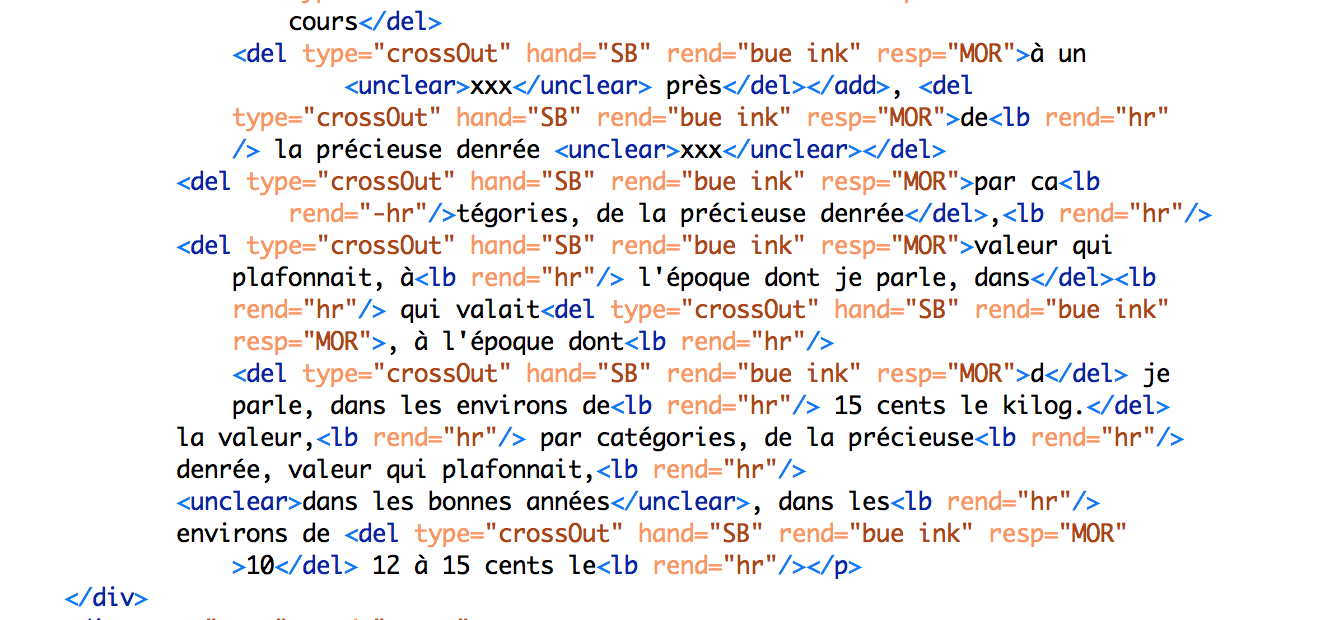 cours</del>
<del type="crossOut" hand="SB" rend="bue ink" resp="MOR">à un
<unclear>xxx</unclear> près</del></add>, <del
type="crossOut" hand="SB" rend="bue ink" resp="MOR">de<lb rend="hr"
/> la précieuse denrée <unclear>xxx</unclear></del>
<del type="crossOut" hand="SB" rend="bue ink" resp="MOR">par ca<lb
rend="-hr"/>tégories, de la précieuse denrée</del>,<lb rend="hr"/>
<del type="crossOut" hand="SB" rend="bue ink" resp="MOR">valeur qui
plafonnait, à<lb rend="hr"/> l'époque dont je parle, dans</del><lb
rend="hr"/> qui valait<del type="crossOut" hand="SB" rend="bue ink"
resp="MOR">, à l'époque dont<lb rend="hr"/>
<del type="crossOut" hand="SB" rend="bue ink" resp="MOR">d</del> je
parle, dans les environs de<lb rend="hr"/> 15 cents le kilog.</del>
la valeur,<lb rend="hr"/> par catégories, de la précieuse<lb rend="hr"/>
denrée, valeur qui plafonnait,<lb rend="hr"/>
<unclear>dans les bonnes années</unclear>, dans les<lb rend="hr"/>
environs de <del type="crossOut" hand="SB" rend="bue ink" resp="MOR"
>10</del> 12 à 15 cents le<lb rend="hr"/></p>
</div>